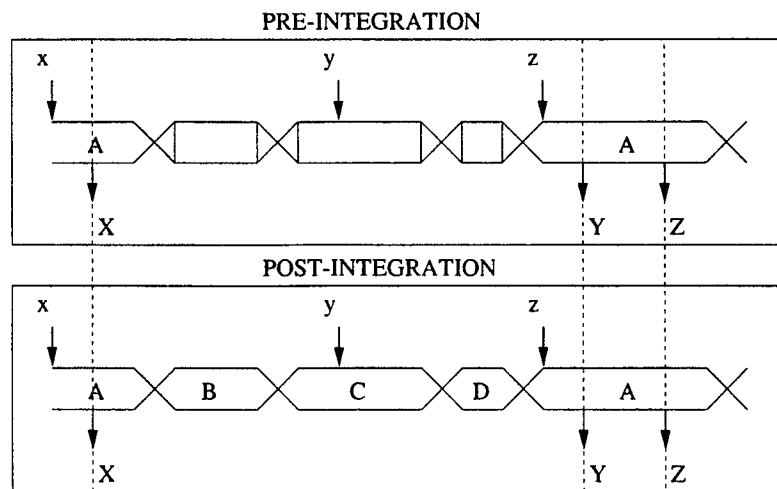 PRE-INTEGRATION
x y z
A A
X Y Z
POST-INTEGRATION
x y z
A B C D A
X Y Z